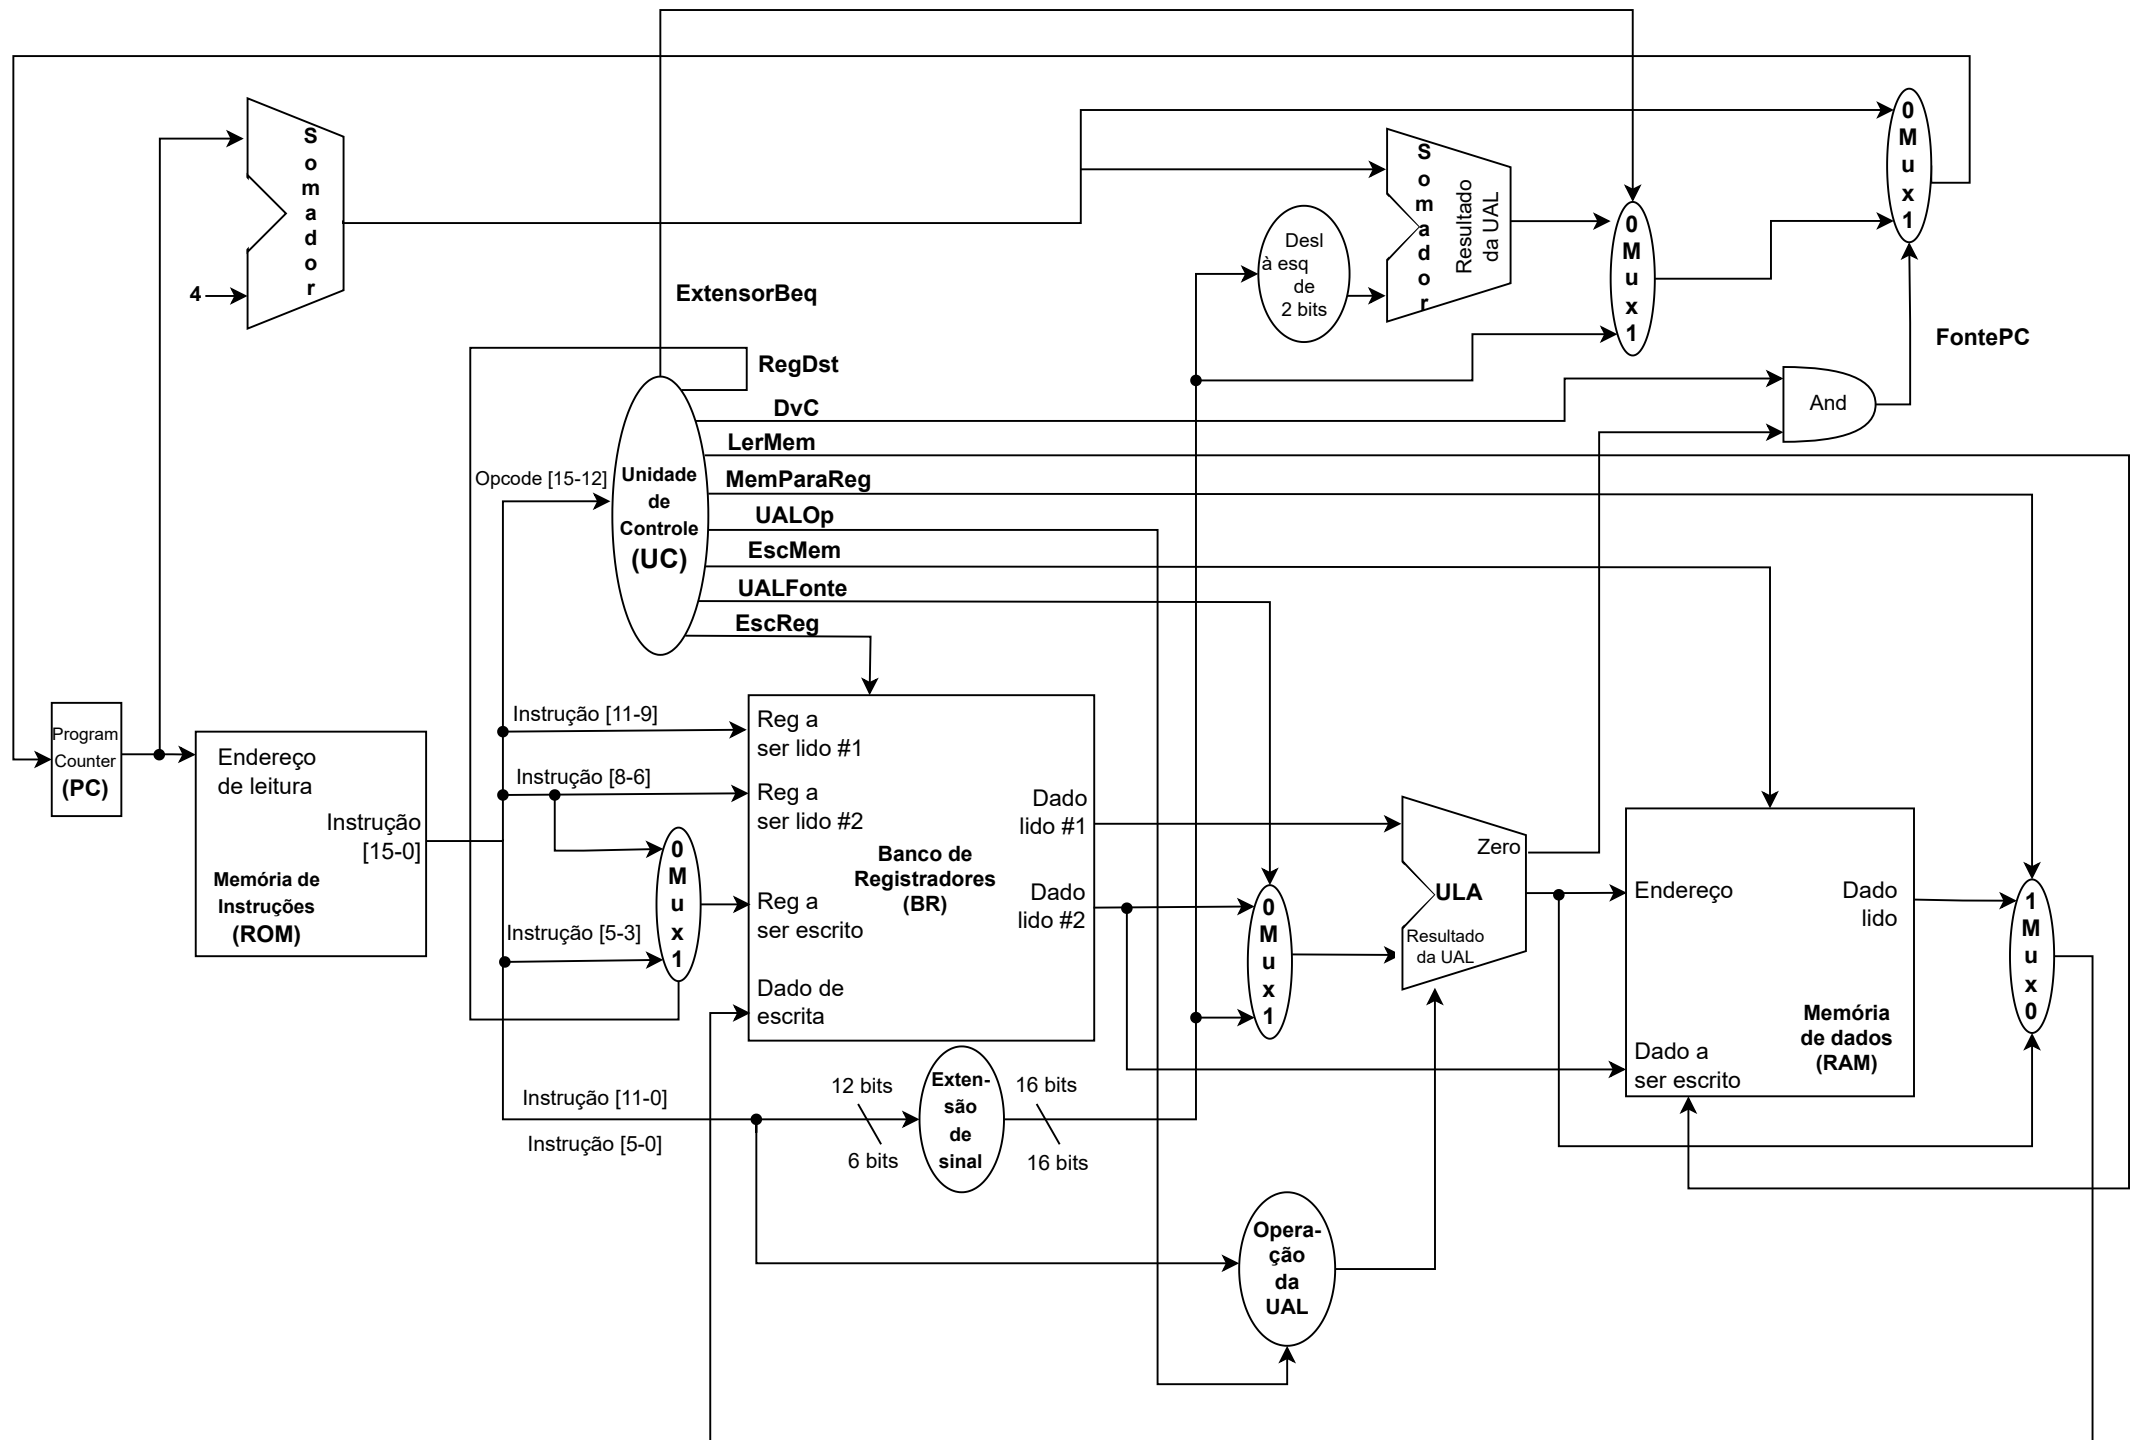 S
o
m
a
d
o
r
4
0
M
u
x
1
S
o
m
a
d
o
r
Resultado
da UAL
Desl
à esq
de
2 bits
0
M
u
x
1
ExtensorBeq
FontePC
RegDst
DvC
And
LerMem
Opcode [15-12]
Unidade
de
Controle
(UC)
MemParaReg
UALOp
EscMem
UALFonte
EscReg
Program
Counter
(PC)
Endereço
de leitura
Instrução
[15-0]
Memória de
Instruções
(ROM)
Instrução [11-9]
Instrução [8-6]
Instrução [5-3]
0
M
u
x
1
Reg a
ser lido #1
Reg a
ser lido #2
Reg a
ser escrito
Dado de
escrita
Banco de
Registradores
(BR)
Dado
lido #1
Dado
lido #2
0
M
u
x
1
Zero
ULA
Resultado
da UAL
Endereço
Dado
lido
Dado a
ser escrito
Memória
de dados
(RAM)
1
M
u
x
0
Instrução [11-0]
Instrução [5-0]
12 bits
6 bits
Exten-
são
de
sinal
16 bits
16 bits
Opera-
ção
da
UAL